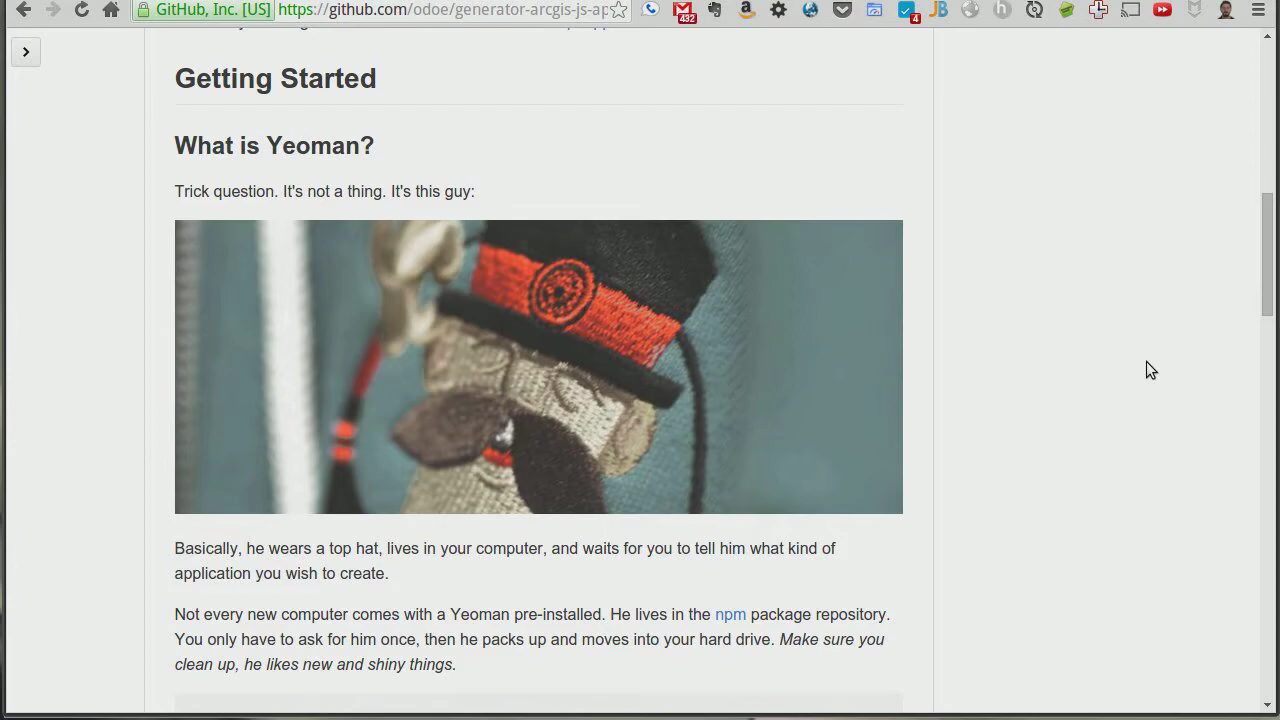 GitHub, Inc. [US] https://github.com/odoe/generator-arcgis-js-ap
432
4
JB
Getting Started
What is Yeoman?
Trick question. It's not a thing. It's this guy:
Basically, he wears a top hat, lives in your computer, and waits for you to tell him what kind of
application you wish to create.
Not every new computer comes with a Yeoman pre-installed. He lives in the npm package repository.
You only have to ask for him once, then he packs up and moves into your hard drive. Make sure you
clean up, he likes new and shiny things.